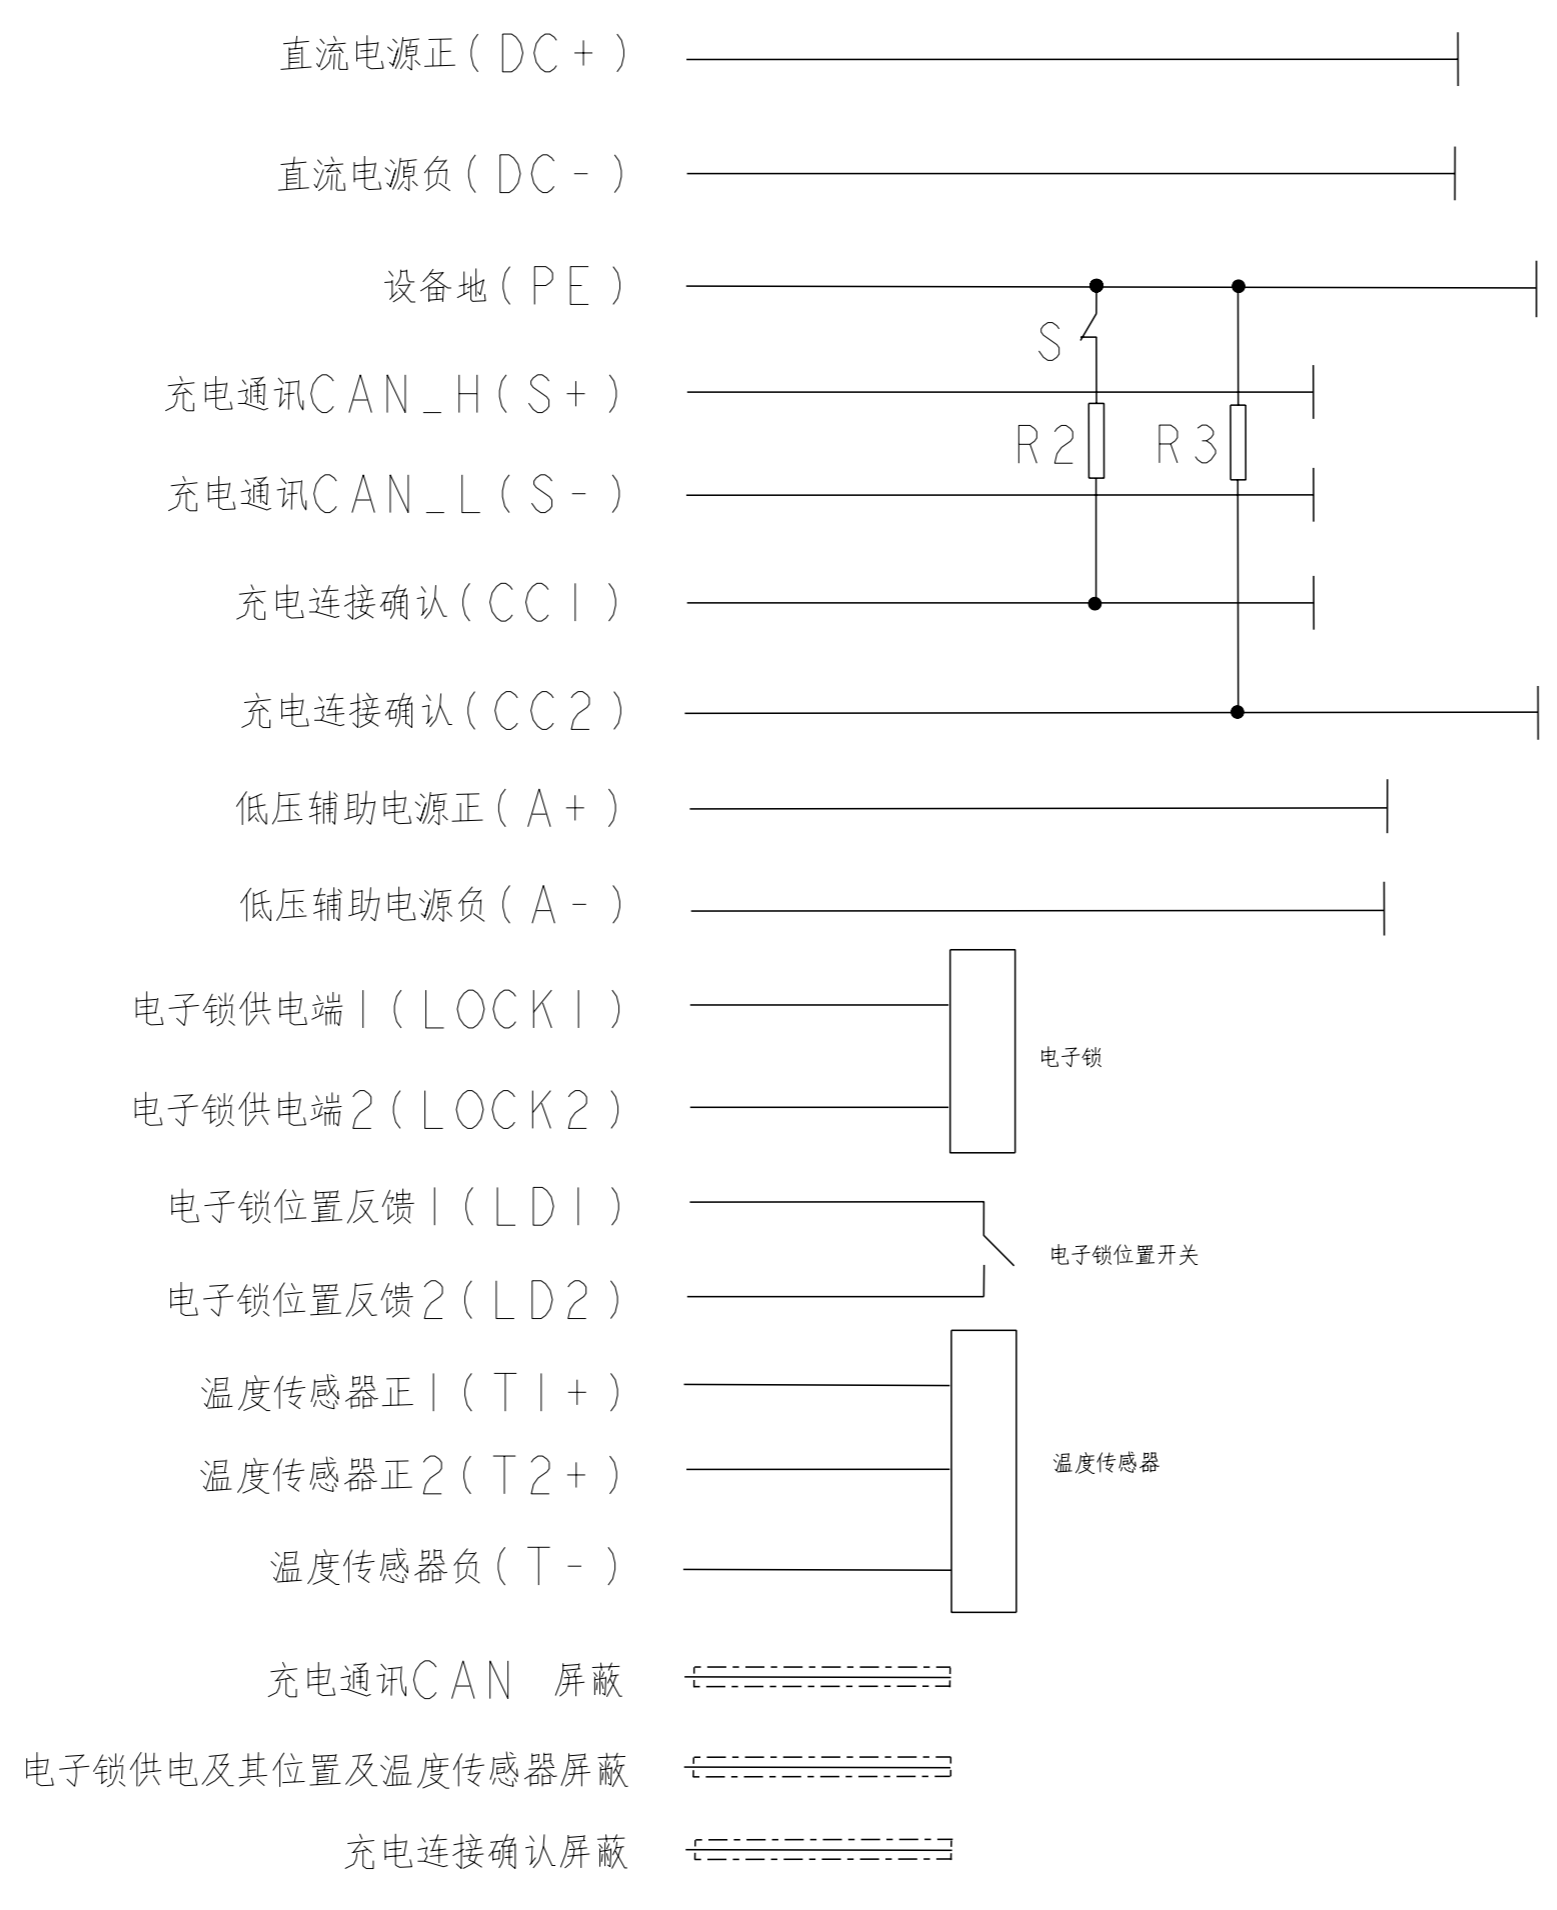 直流电源正(DC+)
直流电源负(DC-)
设备地(PE)
S
充电通讯CAN_H(S+)
R2
R3
充电通讯CAN_L(S-)
充电连接确认(CC1)
充电连接确认(CC2)
低压辅助电源正(A+)
低压辅助电源负(A-)
电子锁供电端1(LOCK1)
电子锁
电子锁供电端2(LOCK2)
电子锁位置反馈1(LD1)
电子锁位置开关
电子锁位置反馈2(LD2)
温度传感器正1(T1+)
温度传感器正2(T2+)
温度传感器
温度传感器负(T-)
充电通讯CAN 屏蔽
电子锁供电及其位置及温度传感器屏蔽
充电连接确认屏蔽